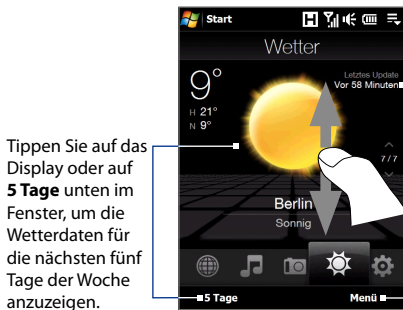 Start
Wetter
9°
Letztes Update
Vor 58 Minuten
H 21°
N 9°
7/7
Berlin
Sonnig
5 Tage
Menü
Tippen Sie auf das
Display oder auf
5 Tage unten im
Fenster, um die
Wetterdaten für
die nächsten fünf
Tage der Woche
anzuzeigen.